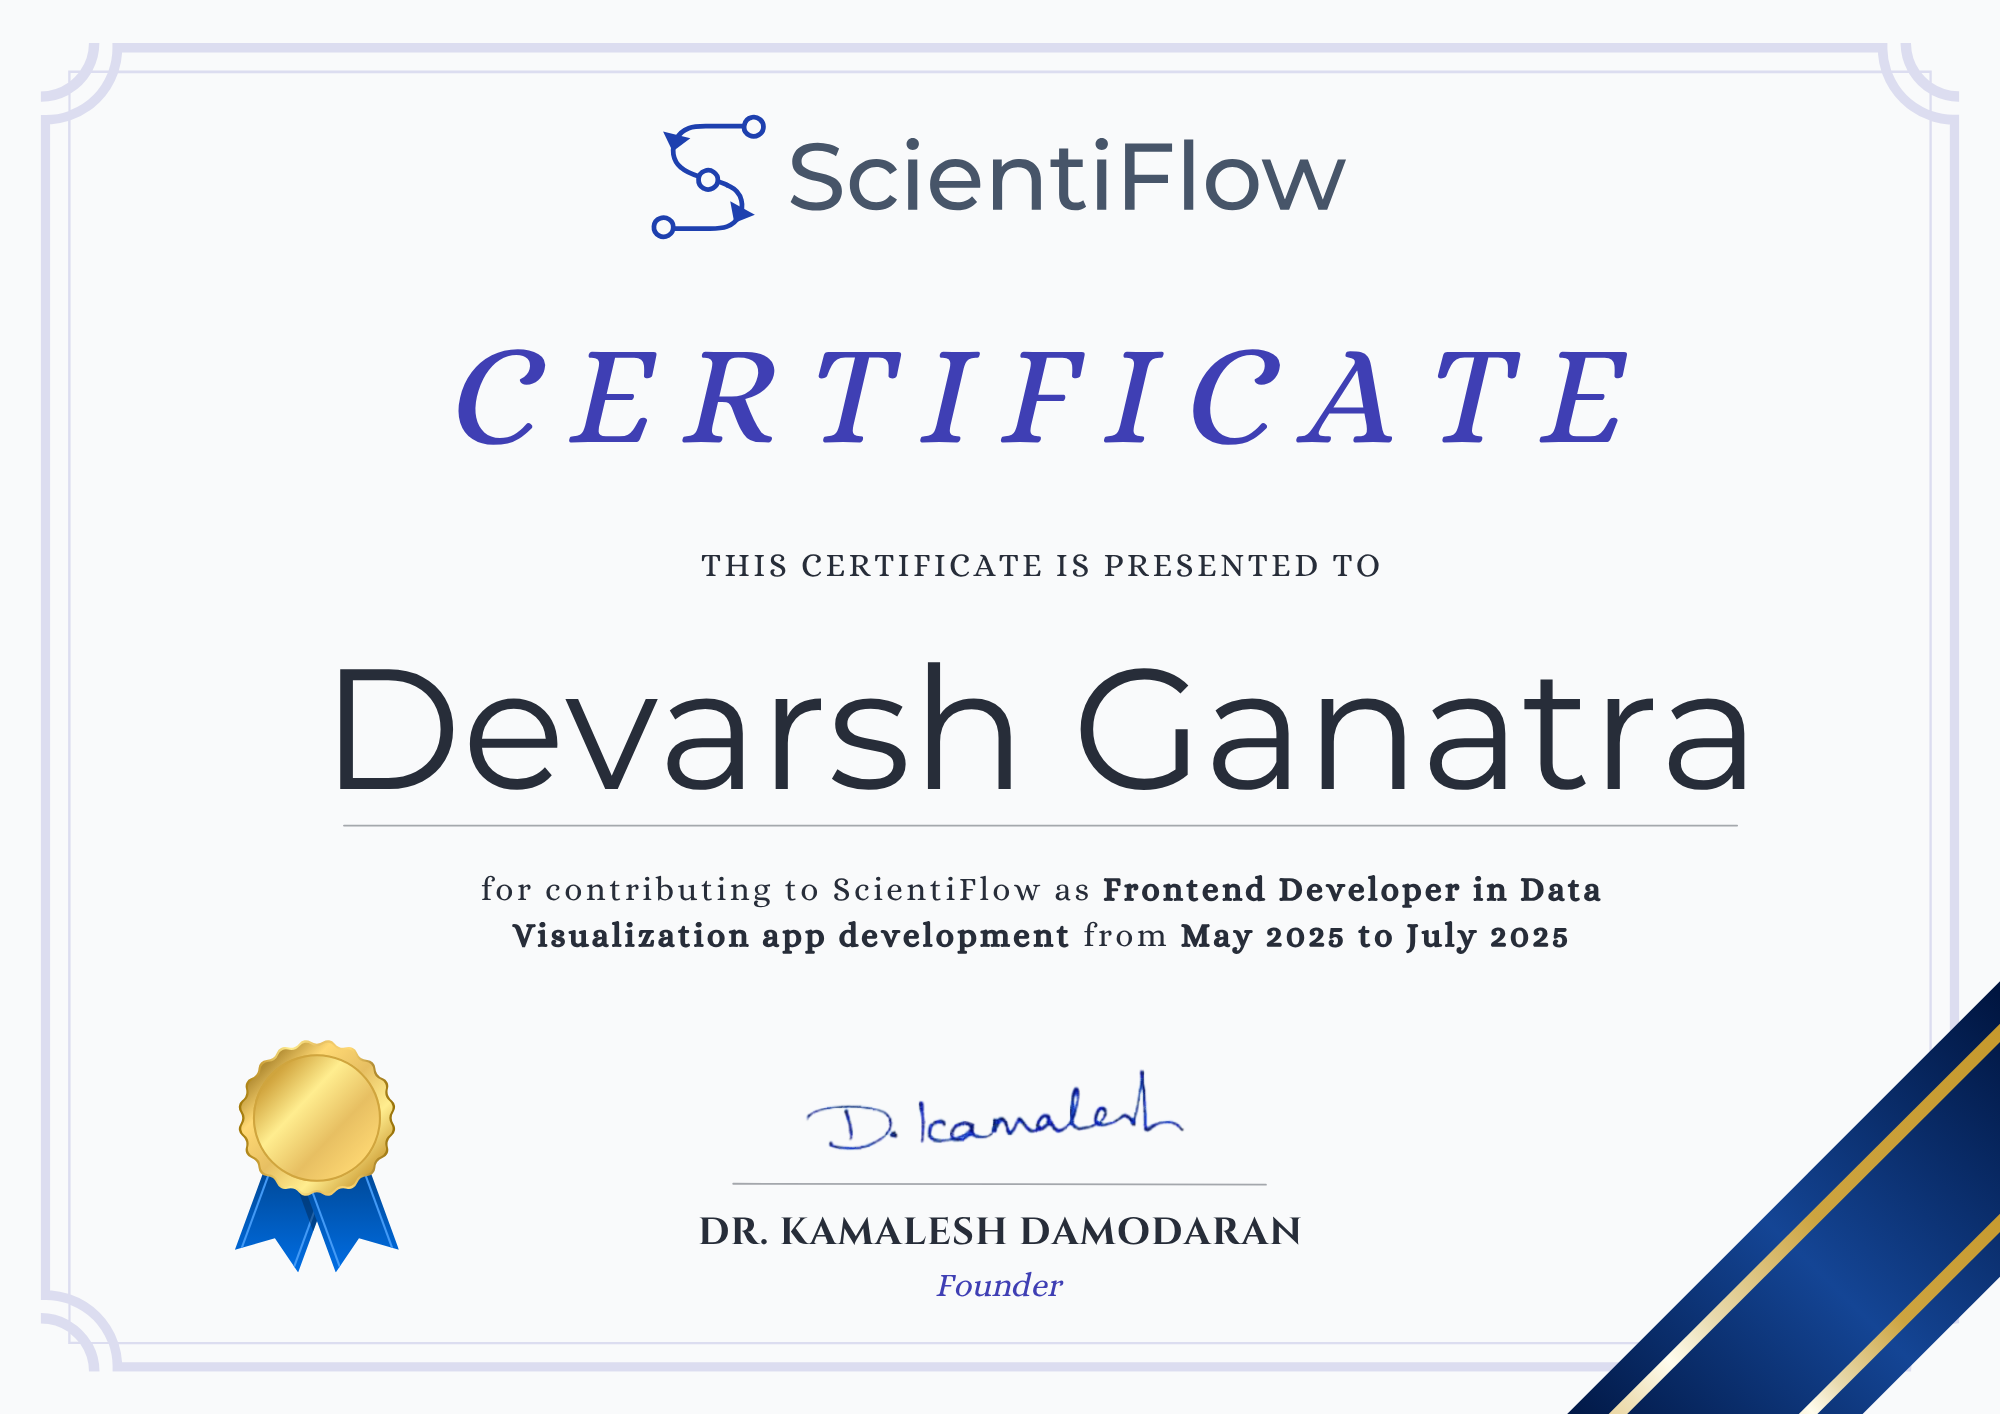 ScientiFlow
CERTIFICATE
THIS CERTIFICATE IS PRESENTED TO
Devarsh Ganatra
for contributing to ScientiFlow as Frontend Developer in Data
Visualization app development from May 2025 to July 2025
D. Kamalesh
DR. KAMALESH DAMODARAN
Founder